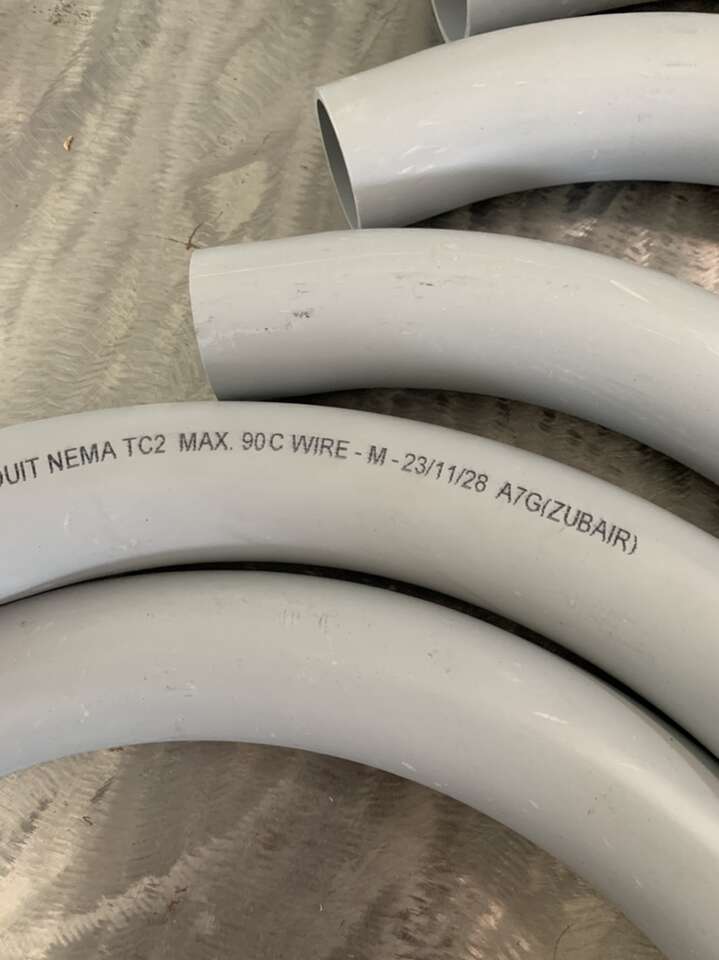 UIT NEMA TC2 MAX. 90C WIRE - M - 23/11/28 A7G(ZUBAIR)